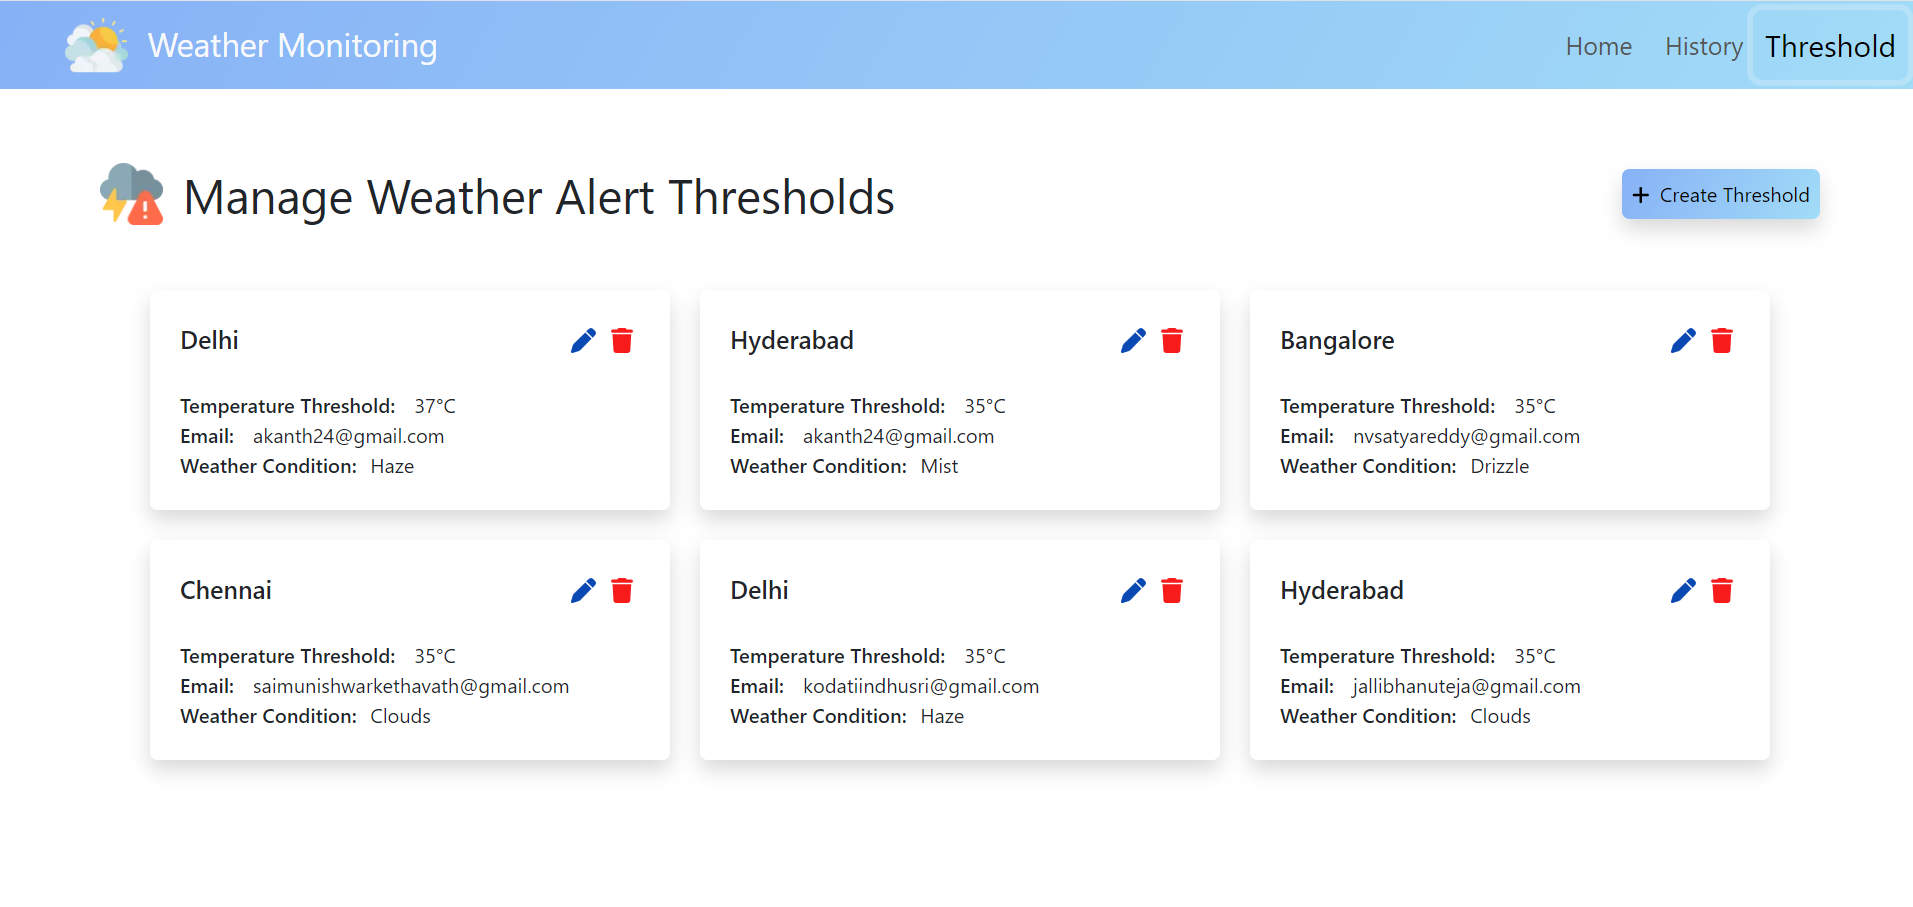 Weather Monitoring
Home
History
Threshold
Manage Weather Alert Thresholds
+ Create Threshold
Delhi
Temperature Threshold: 37°C
Email: akanth24@gmail.com
Weather Condition: Haze
Hyderabad
Temperature Threshold: 35°C
Email: akanth24@gmail.com
Weather Condition: Mist
Bangalore
Temperature Threshold: 35°C
Email: nvsatyareddy@gmail.com
Weather Condition: Drizzle
Chennai
Temperature Threshold: 35°C
Email: saimunishwarkethavath@gmail.com
Weather Condition: Clouds
Delhi
Temperature Threshold: 35°C
Email: kodatiindhusri@gmail.com
Weather Condition: Haze
Hyderabad
Temperature Threshold: 35°C
Email: jallibhanuteja@gmail.com
Weather Condition: Clouds